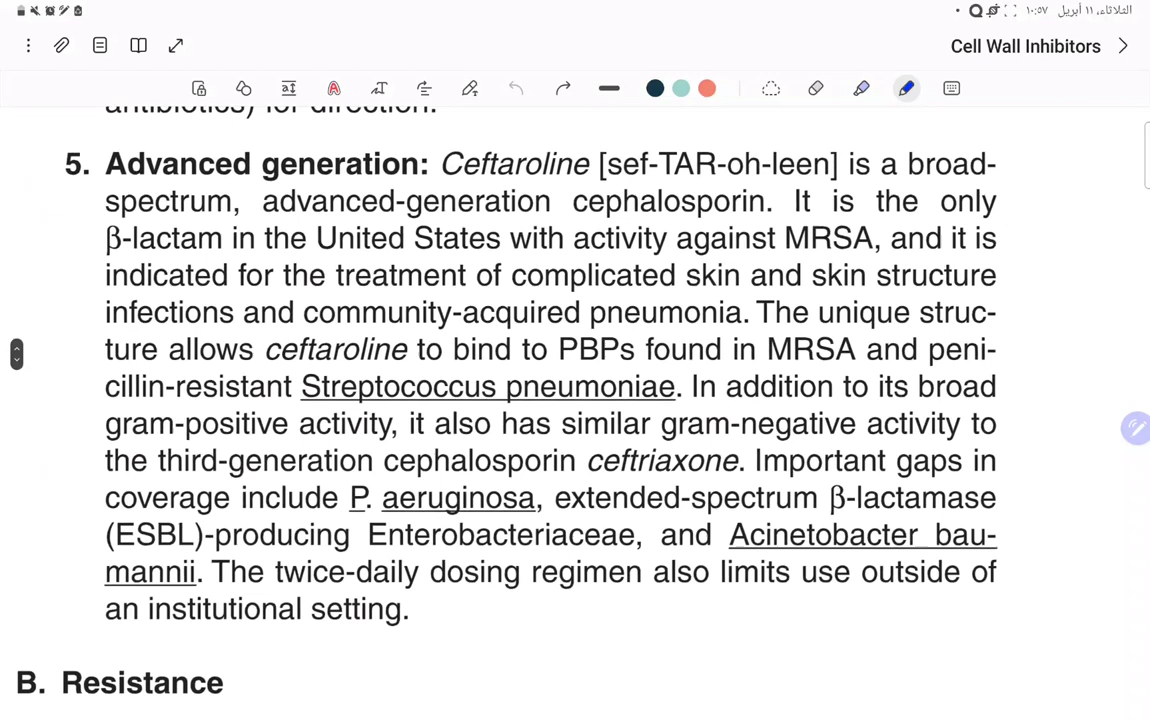 الثلاثاء، ١١ أبريل ١٠:٥٧
Cell Wall Inhibitors
antibiotics) for direction.
5. Advanced generation: Ceftaroline [sef-TAR-oh-leen] is a broad-
spectrum, advanced-generation cephalosporin. It is the only
β-lactam in the United States with activity against MRSA, and it is
indicated for the treatment of complicated skin and skin structure
infections and community-acquired pneumonia. The unique struc-
ture allows ceftaroline to bind to PBPs found in MRSA and peni-
cillin-resistant Streptococcus pneumoniae. In addition to its broad
gram-positive activity, it also has similar gram-negative activity to
the third-generation cephalosporin ceftriaxone. Important gaps in
coverage include P. aeruginosa, extended-spectrum β-lactamase
(ESBL)-producing Enterobacteriaceae, and Acinetobacter bau-
mannii. The twice-daily dosing regimen also limits use outside of
an institutional setting.
B. Resistance